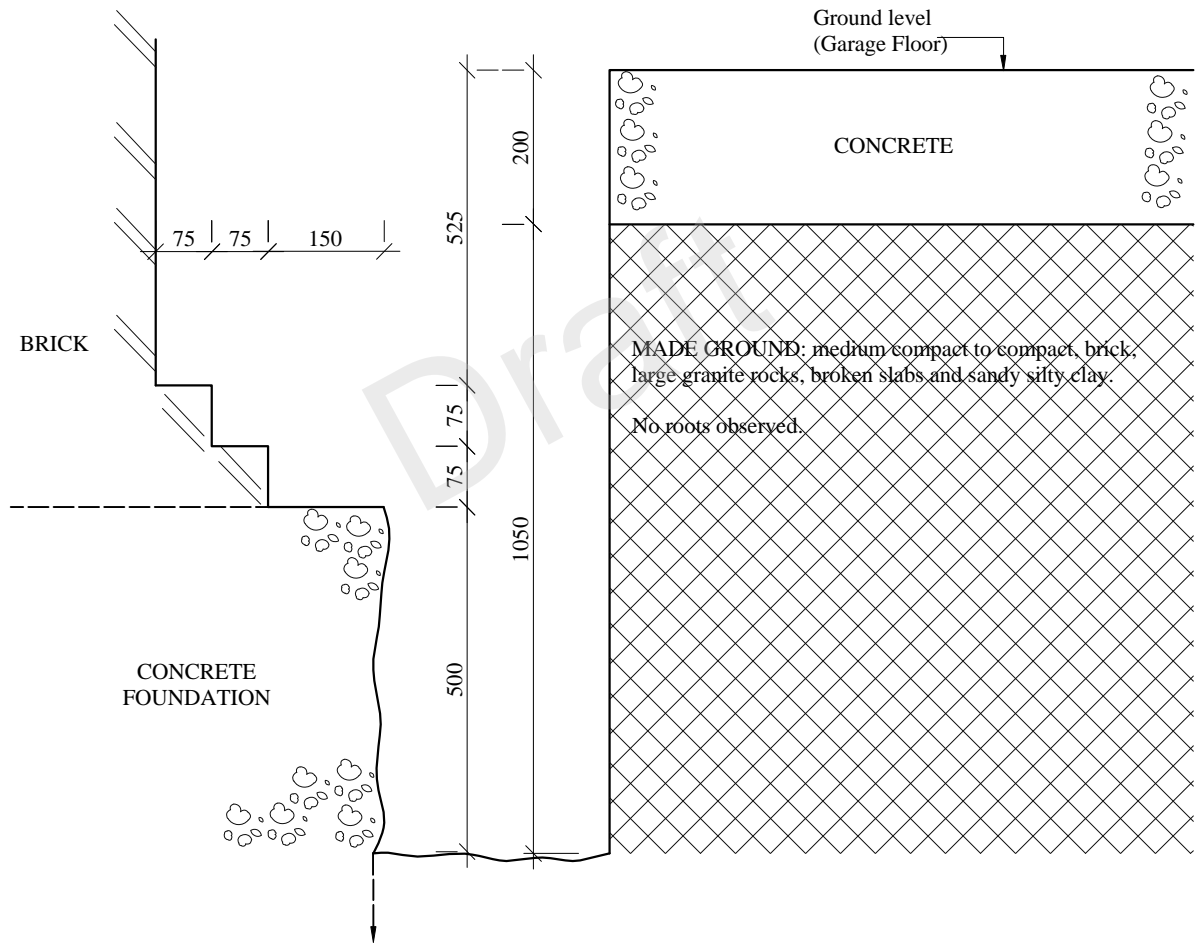 Ground level
(Garage Floor)
200
CONCRETE
525
75 75 150
BRICK
MADE GROUND: medium compact to compact, brick,
large granite rocks, broken slabs and sandy silty clay.
No roots observed.
75
75
1050
CONCRETE
FOUNDATION
500
Draft